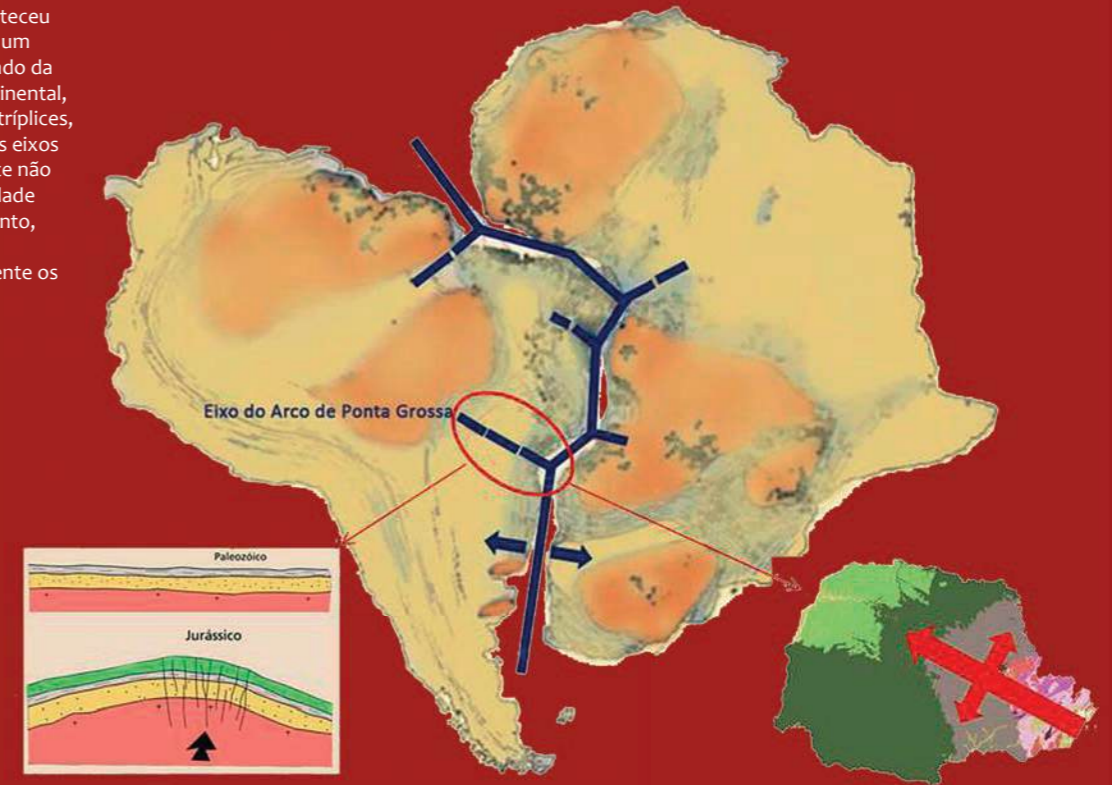 teceu
um
do da
inental,
tríplices,
s eixos
te não
dade
nto,
ente os
Eixo do Arco de Ponta Grossa
Paleozóico
Jurássico